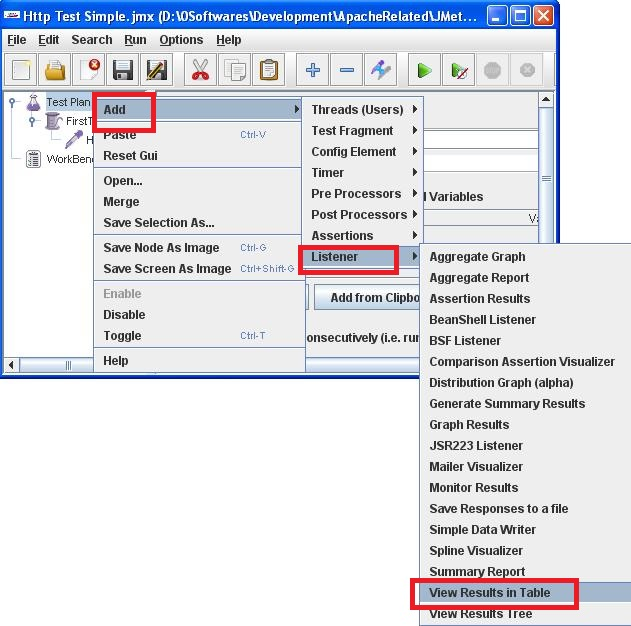 Http Test Simple.jmx (D:\0Softwares\Development\ApacheRelated\JMet...
File Edit Search Run Options Help
Test Plan
FirstT
H
WorkBenc
Add
Paste Ctrl-V
Reset Gui
Open...
Merge
Save Selection As...
Save Node As Image Ctrl-G
Save Screen As Image Ctrl+Shift-G
Enable
Disable
Toggle Ctrl-T
Help
Threads (Users)
Test Fragment
Config Element
Timer
Pre Processors
Post Processors
Assertions
Listener
Variables
Va
Add from Clipbo
onsecutively (i.e. run
Aggregate Graph
Aggregate Report
Assertion Results
BeanShell Listener
BSF Listener
Comparison Assertion Visualizer
Distribution Graph (alpha)
Generate Summary Results
Graph Results
JSR223 Listener
Mailer Visualizer
Monitor Results
Save Responses to a file
Simple Data Writer
Spline Visualizer
Summary Report
View Results in Table
View Results Tree